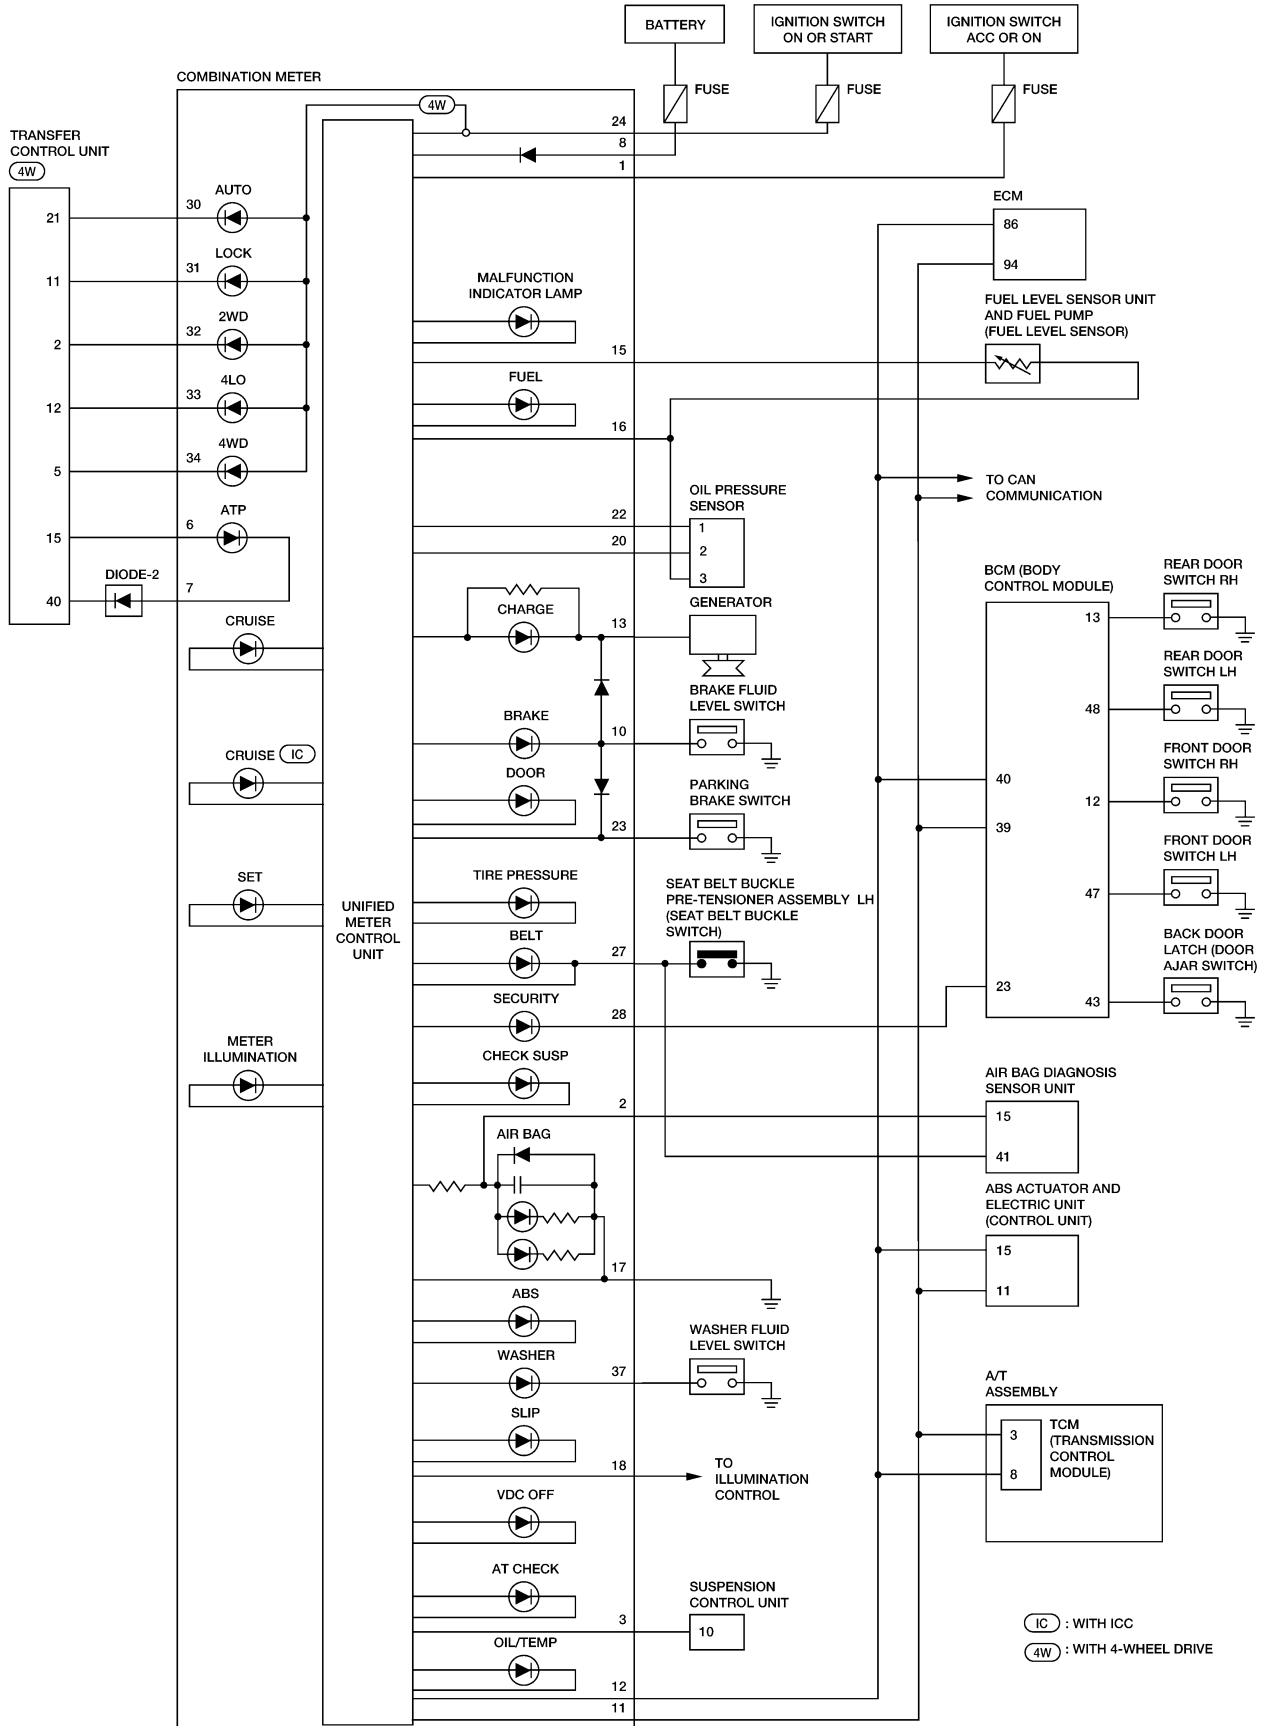 BATTERY
IGNITION SWITCH
ON OR START
IGNITION SWITCH
ACC OR ON
COMBINATION METER
FUSE
FUSE
FUSE
4W
24
8
1
TRANSFER
CONTROL UNIT
4W
AUTO
21
30
LOCK
11
31
2WD
2
32
4LO
12
33
4WD
5
34
ATP
15
6
DIODE-2
40
7
CRUISE
CRUISE
IC
SET
METER
ILLUMINATION
UNIFIED
METER
CONTROL
UNIT
MALFUNCTION
INDICATOR LAMP
15
FUEL
16
22
20
CHARGE
13
BRAKE
10
DOOR
23
TIRE PRESSURE
BELT
27
SECURITY
28
CHECK SUSP
2
AIR BAG
17
ABS
WASHER
37
SLIP
18
VDC OFF
AT CHECK
3
OIL/TEMP
12
11
OIL PRESSURE
SENSOR
1
2
3
GENERATOR
BRAKE FLUID
LEVEL SWITCH
PARKING
BRAKE SWITCH
SEAT BELT BUCKLE
PRE-TENSIONER ASSEMBLY LH
(SEAT BELT BUCKLE
SWITCH)
WASHER FLUID
LEVEL SWITCH
TO
ILLUMINATION
CONTROL
SUSPENSION
CONTROL UNIT
10
ECM
86
94
FUEL LEVEL SENSOR UNIT
AND FUEL PUMP
(FUEL LEVEL SENSOR)
TO CAN
COMMUNICATION
BCM (BODY
CONTROL MODULE)
13
48
40
12
39
47
23
43
REAR DOOR
SWITCH RH
REAR DOOR
SWITCH LH
FRONT DOOR
SWITCH RH
FRONT DOOR
SWITCH LH
BACK DOOR
LATCH (DOOR
AJAR SWITCH)
AIR BAG DIAGNOSIS
SENSOR UNIT
15
41
ABS ACTUATOR AND
ELECTRIC UNIT
(CONTROL UNIT)
15
11
A/T
ASSEMBLY
3
8
TCM
(TRANSMISSION
CONTROL
MODULE)
IC : WITH ICC
4W : WITH 4-WHEEL DRIVE